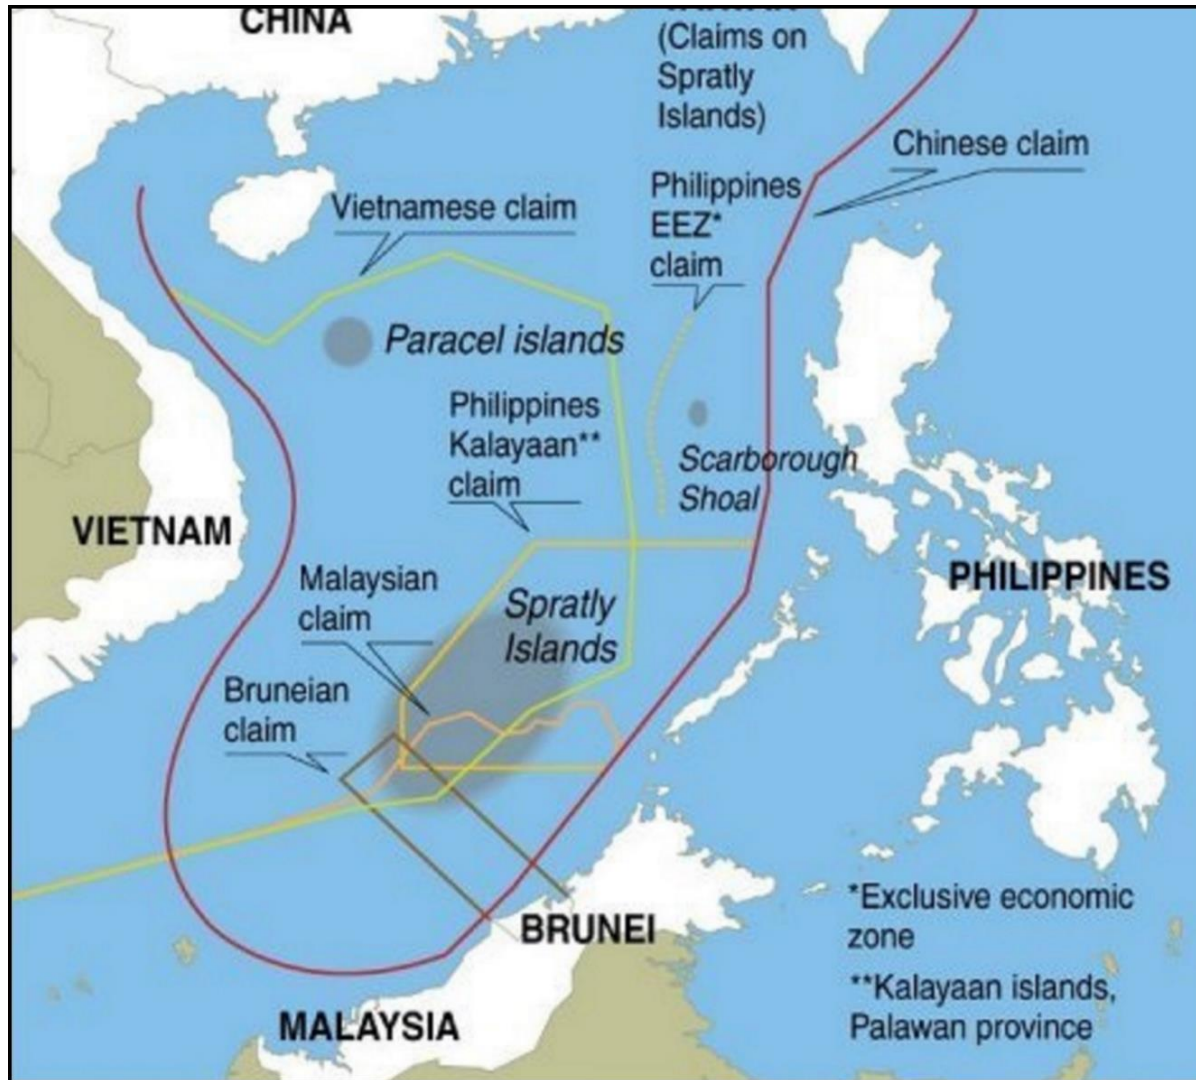 CHINA
(Claims on
Spratly
Islands)
Chinese claim
Philippines
EEZ*
claim
Vietnamese claim
Paracel islands
Philippines
Kalayaan**
claim
Scarborough
Shoal
VIETNAM
PHILIPPINES
Malaysian
claim
Spratly
Islands
Bruneian
claim
*Exclusive economic
zone
BRUNEI
**Kalayaan islands,
Palawan province
MALAYSIA